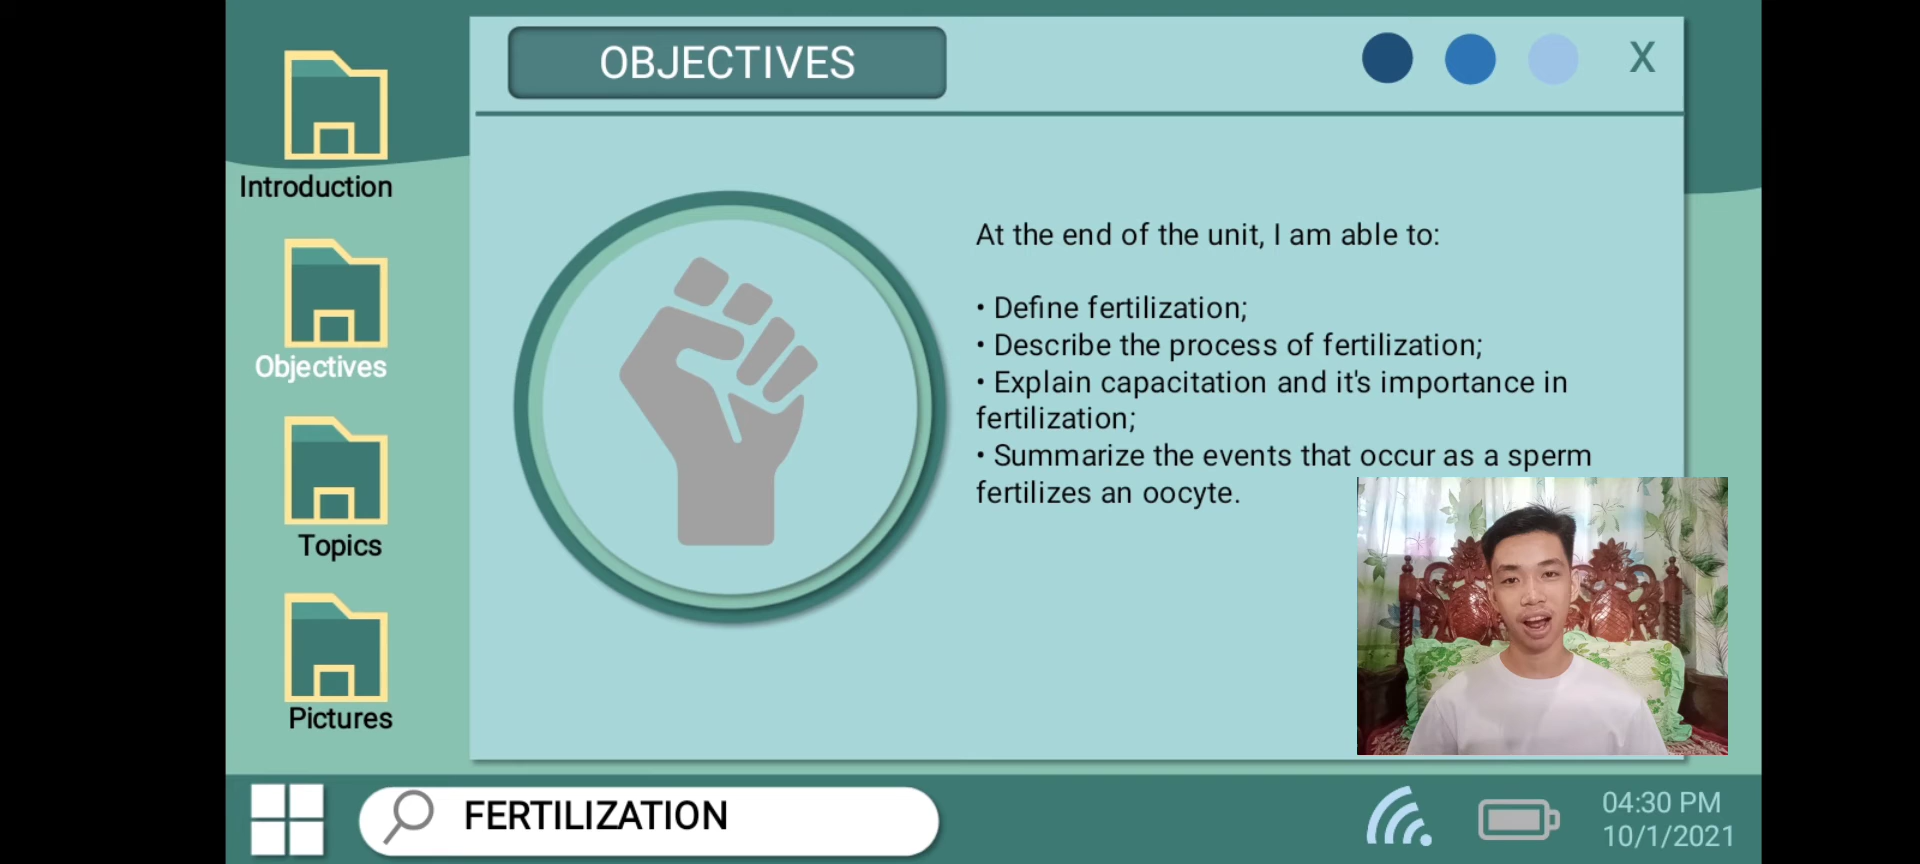 OBJECTIVES
X
Introduction
Objectives
Topics
Pictures
At the end of the unit, I am able to:
• Define fertilization;
• Describe the process of fertilization;
• Explain capacitation and it's importance in
fertilization;
• Summarize the events that occur as a sperm
fertilizes an oocyte.
FERTILIZATION
04:30 PM
10/1/2021